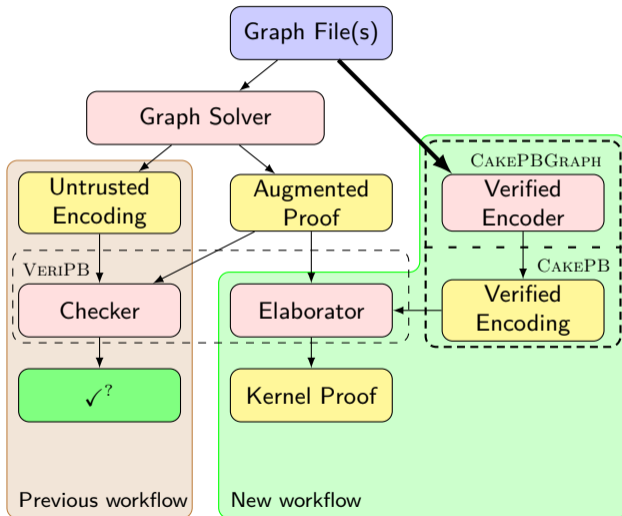 Graph File(s)
Graph Solver
CAKEPBGRAPH
Untrusted
Encoding
Augmented
Proof
Verified
Encoder
VERIPB
CAKEPB
Checker
Elaborator
Verified
Encoding
✓?
Kernel Proof
Previous workflow
New workflow